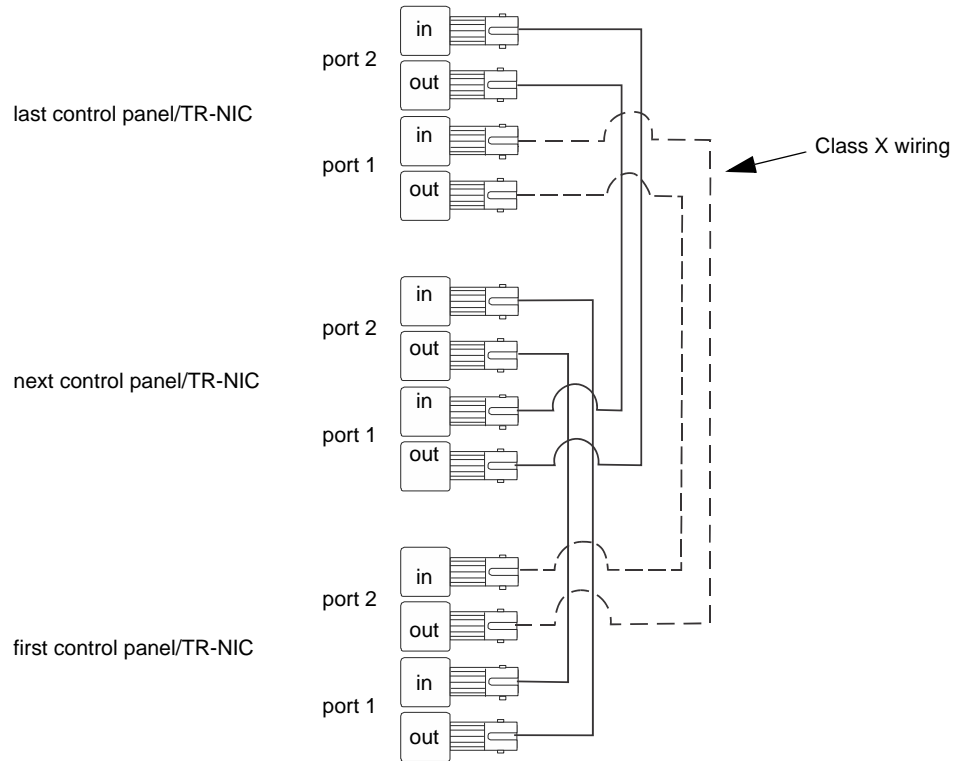 in
port 2
out
last control panel/TR-NIC
in
Class X wiring
port 1
out
in
port 2
out
next control panel/TR-NIC
in
port 1
out
in
port 2
out
first control panel/TR-NIC
in
port 1
out